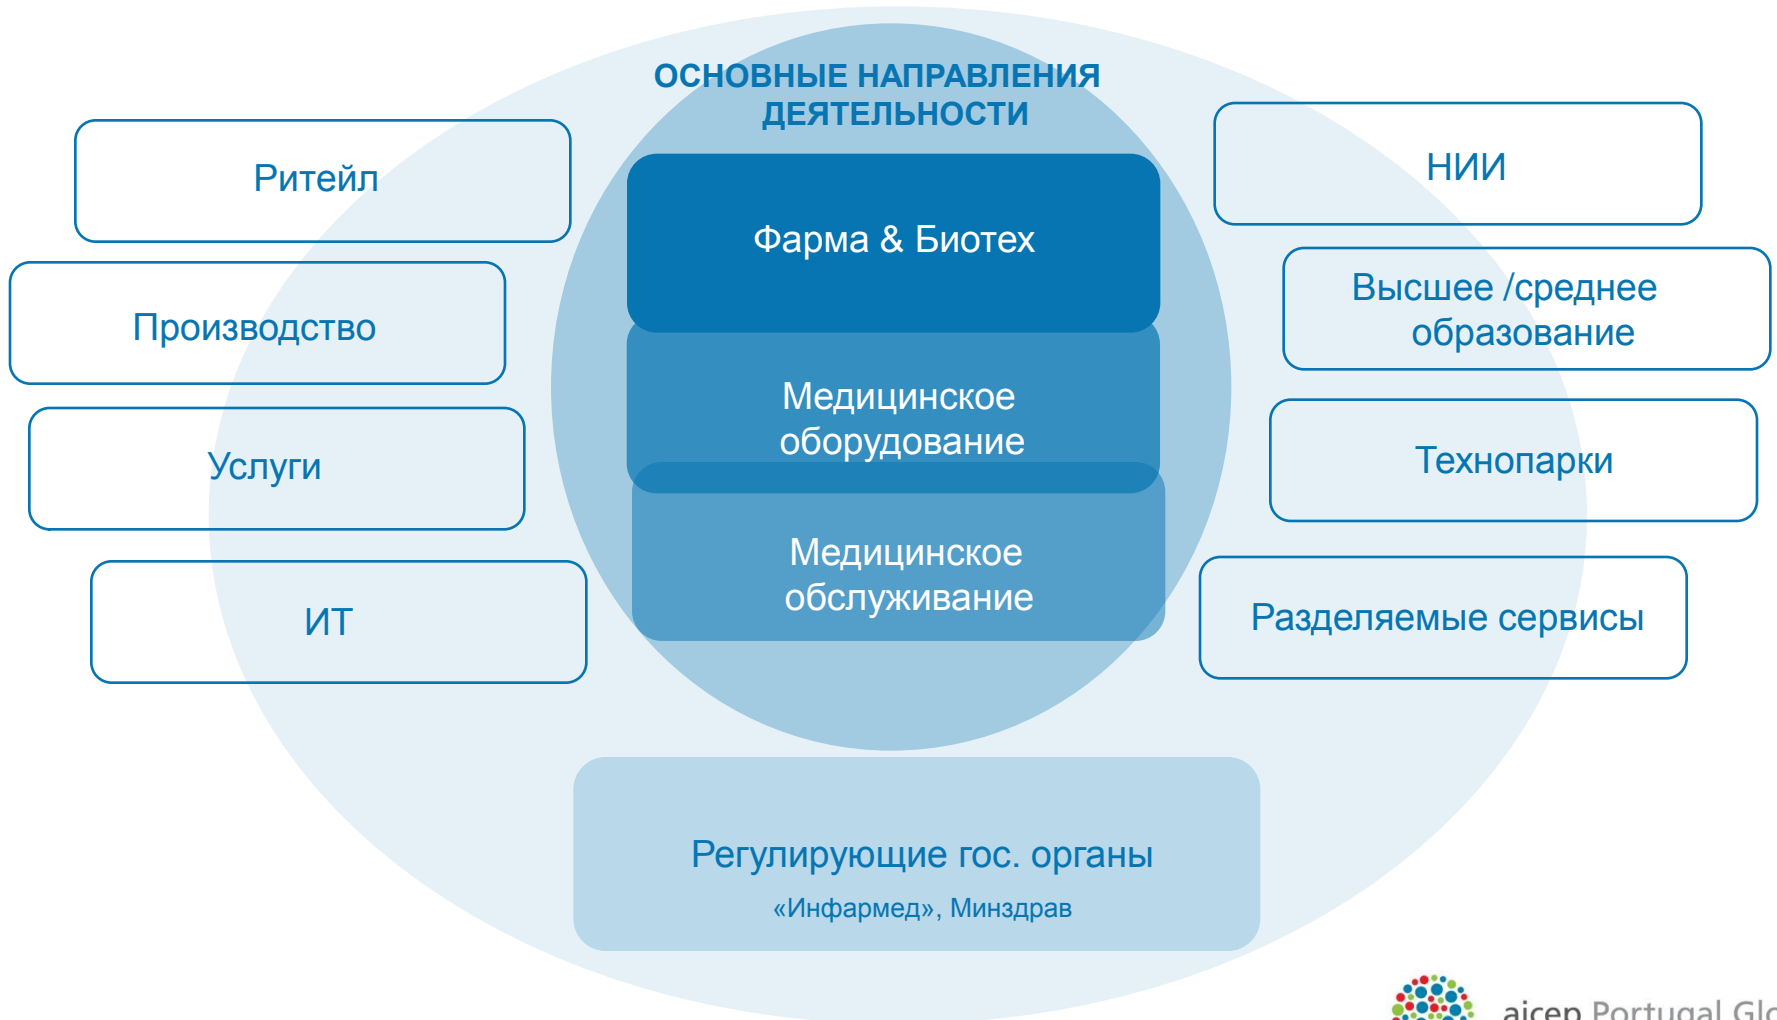 ОСНОВНЫЕ НАПРАВЛЕНИЯ
ДЕЯТЕЛЬНОСТИ
Ритейл
Производство
Услуги
ИТ
Фарма & Биотех
Медицинское
оборудование
Медицинское
обслуживание
НИИ
Высшее /среднее
образование
Технопарки
Разделяемые сервисы
Регулирующие гос. органы
«Инфармед», Минздрав
aicep Portugal